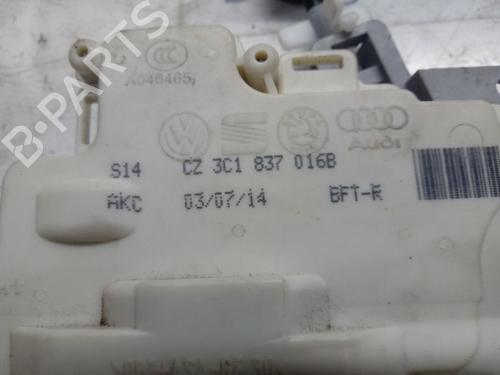 A046465
Audi
S14 CZ 3C1 837 016B
AKC 03/07/14 BFT-R
B-PARTS